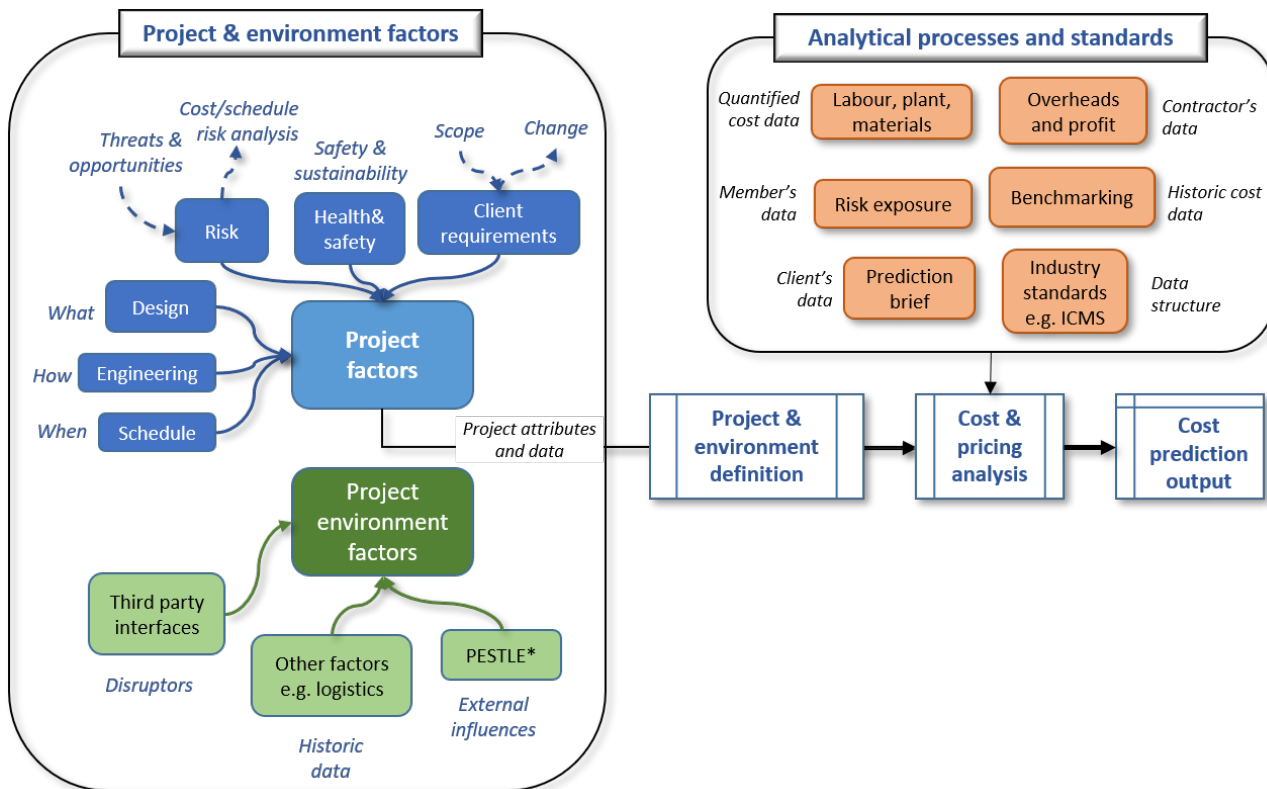 Project & environment factors
Cost/schedule
risk analysis
Threats &
opportunities
Safety &
sustainability
Scope
Change
Risk
Health&
safety
Client
requirements
What
Design
How
Engineering
When
Schedule
Project
factors
Project attributes
and data
Project
environment
factors
Third party
interfaces
Disruptors
Other factors
e.g. logistics
Historic
data
PESTLE*
External
influences
Analytical processes and standards
Quantified
cost data
Labour, plant,
materials
Overheads
and profit
Contractor's
data
Member's
data
Risk exposure
Benchmarking
Historic cost
data
Client's
data
Prediction
brief
Industry
standards
e.g. ICMS
Data
structure
Project &
environment
definition
Cost &
pricing
analysis
Cost
prediction
output